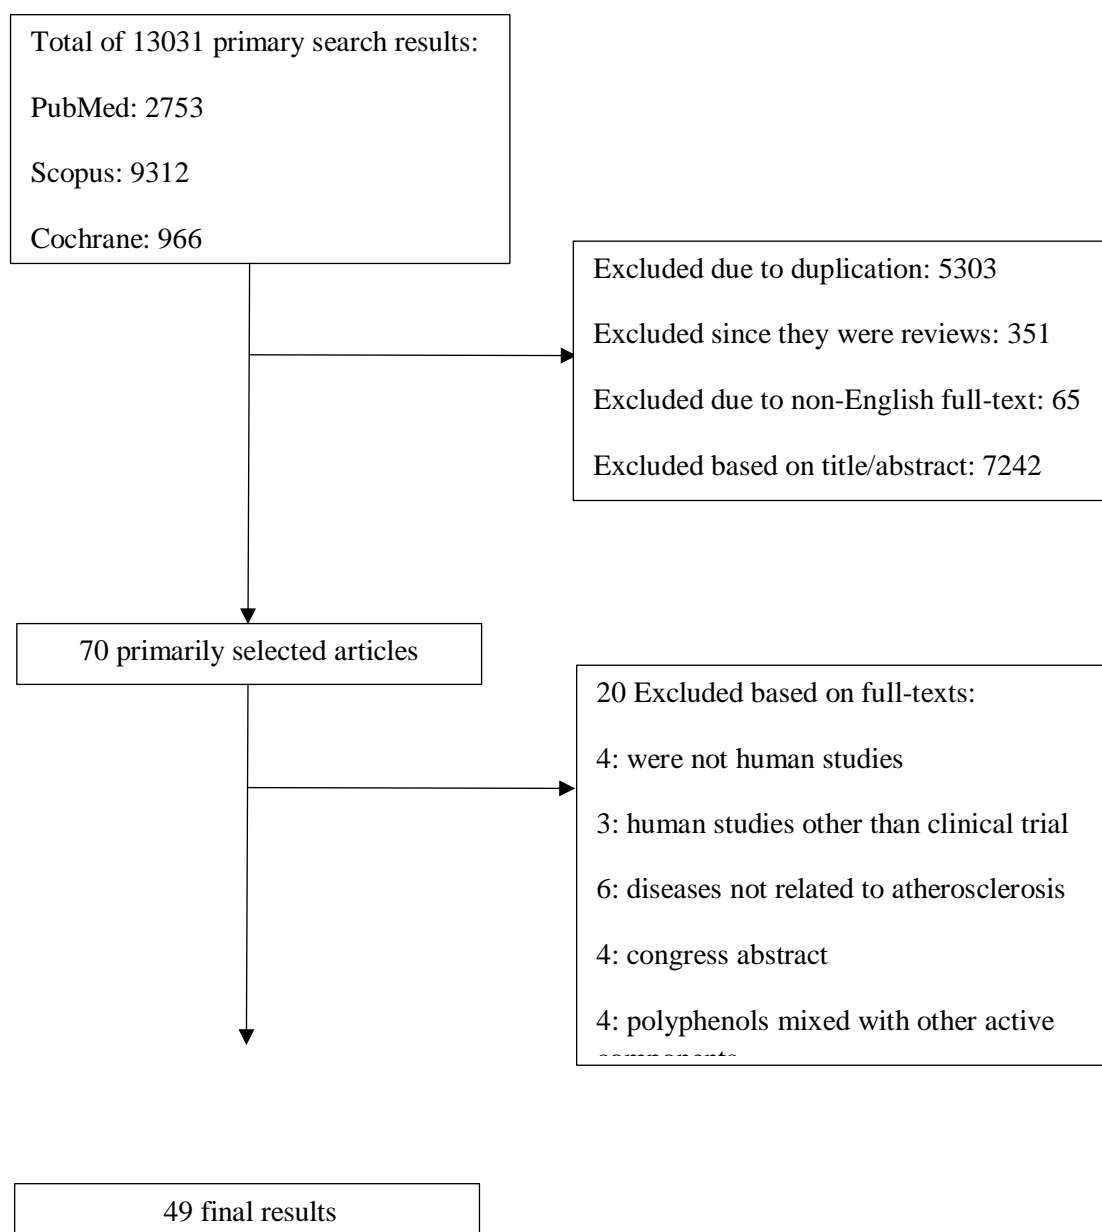 Total of 13031 primary search results:
PubMed: 2753
Scopus: 9312
Cochrane: 966
Excluded due to duplication: 5303
Excluded since they were reviews: 351
Excluded due to non-English full-text: 65
Excluded based on title/abstract: 7242
70 primarily selected articles
20 Excluded based on full-texts:
4: were not human studies
3: human studies other than clinical trial
6: diseases not related to atherosclerosis
4: congress abstract
4: polyphenols mixed with other active
49 final results